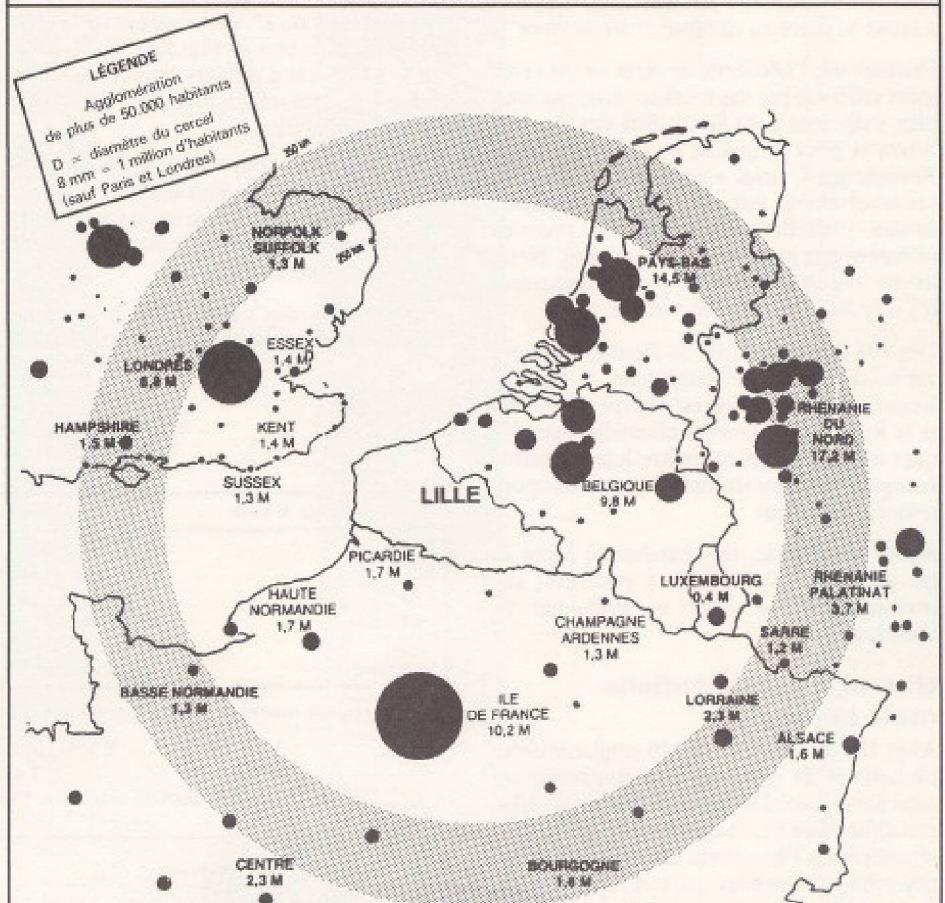 LÉGENDE
Agglomération
de plus de 50.000 habitants
D = diamètre du cercel
8 mm = 1 million d'habitants
(sauf Paris et Londres)
350 km
NORFOLK
SUFFOLK
1,3 M
250 km
PAYS-BAS
14,5 M
ESSEX
1,4 M
LONDRES
6,8 M
HAMPSHIRE
1,5 M
KENT
1,4 M
SUSSEX
1,3 M
RHENANIE
DU
NORD
17,2 M
LILLE
BELGIQUE
9,8 M
PICARDIE
1,7 M
HAUTE
NORMANDIE
1,7 M
LUXEMBOURG
0,4 M
RHENANIE
PALATINAT
3,7 M
CHAMPAGNE
ARDENNES
1,3 M
SARRE
1,2 M
BASSE NORMANDIE
1,3 M
ILE
DE FRANCE
10,2 M
LORRAINE
2,3 M
ALSACE
1,6 M
CENTRE
2,3 M
BOURGOGNE
1,6 M